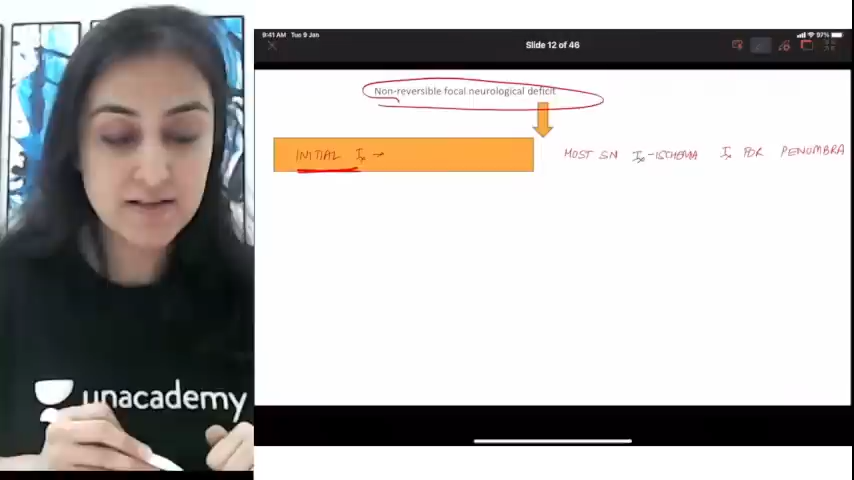 9:41 AM Tue 9 Jan
97%
Slide 12 of 46
Non-reversible focal neurological deficit
INITIAL Ix → MOST SN Ix-ISCHEMA Ix FOR PENUMBRA
unacademy